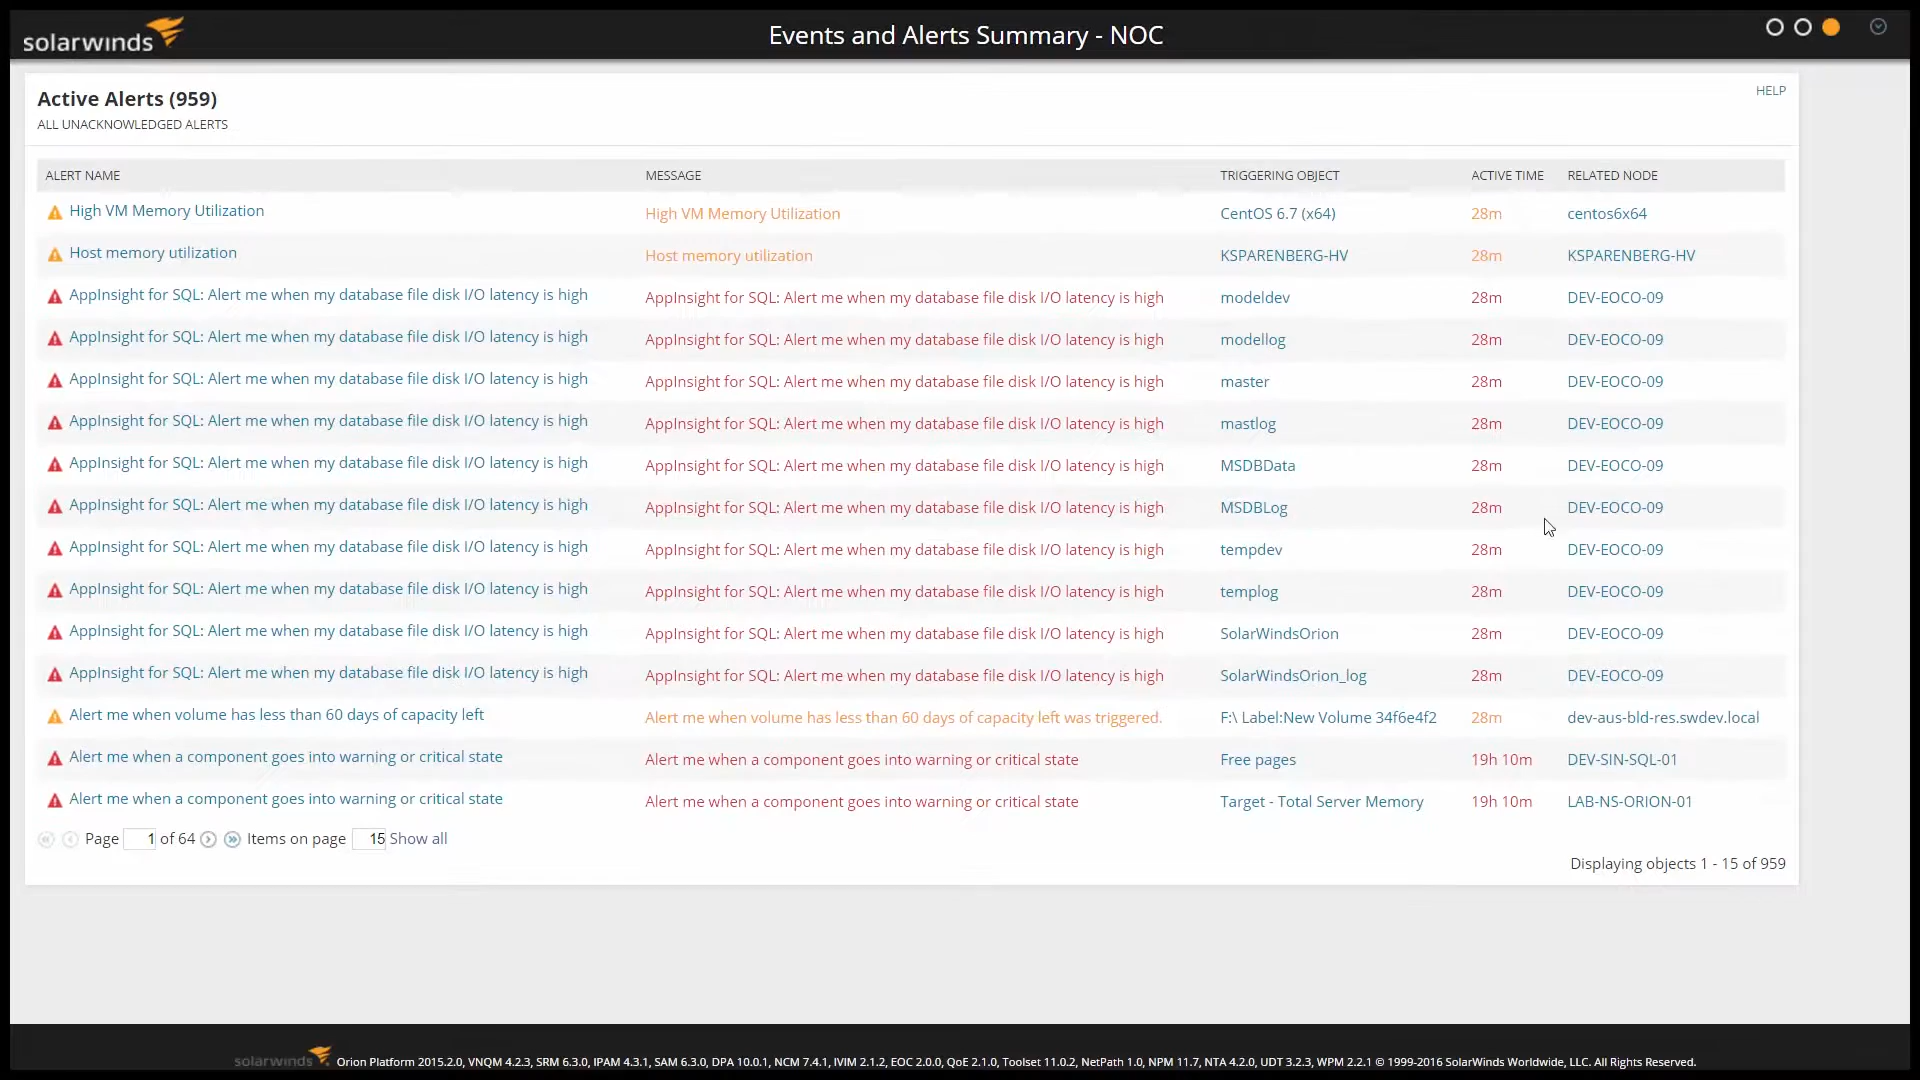 solarwinds
Events and Alerts Summary - NOC
Active Alerts (959)
HELP
ALL UNACKNOWLEDGED ALERTS
ALERT NAME MESSAGE TRIGGERING OBJECT ACTIVE TIME RELATED NODE
High VM Memory Utilization High VM Memory Utilization CentOS 6.7 (x64) 28m centos6x64
Host memory utilization Host memory utilization KSPARENBERG-HV 28m KSPARENBERG-HV
AppInsight for SQL: Alert me when my database file disk I/O latency is high AppInsight for SQL: Alert me when my database file disk I/O latency is high modeldev 28m DEV-EOCO-09
AppInsight for SQL: Alert me when my database file disk I/O latency is high AppInsight for SQL: Alert me when my database file disk I/O latency is high modellog 28m DEV-EOCO-09
AppInsight for SQL: Alert me when my database file disk I/O latency is high AppInsight for SQL: Alert me when my database file disk I/O latency is high master 28m DEV-EOCO-09
AppInsight for SQL: Alert me when my database file disk I/O latency is high AppInsight for SQL: Alert me when my database file disk I/O latency is high mastlog 28m DEV-EOCO-09
AppInsight for SQL: Alert me when my database file disk I/O latency is high AppInsight for SQL: Alert me when my database file disk I/O latency is high MSDBData 28m DEV-EOCO-09
AppInsight for SQL: Alert me when my database file disk I/O latency is high AppInsight for SQL: Alert me when my database file disk I/O latency is high MSDBLog 28m DEV-EOCO-09
AppInsight for SQL: Alert me when my database file disk I/O latency is high AppInsight for SQL: Alert me when my database file disk I/O latency is high tempdev 28m DEV-EOCO-09
AppInsight for SQL: Alert me when my database file disk I/O latency is high AppInsight for SQL: Alert me when my database file disk I/O latency is high templog 28m DEV-EOCO-09
AppInsight for SQL: Alert me when my database file disk I/O latency is high AppInsight for SQL: Alert me when my database file disk I/O latency is high SolarWindsOrion 28m DEV-EOCO-09
AppInsight for SQL: Alert me when my database file disk I/O latency is high AppInsight for SQL: Alert me when my database file disk I/O latency is high SolarWindsOrion_log 28m DEV-EOCO-09
Alert me when volume has less than 60 days of capacity left Alert me when volume has less than 60 days of capacity left was triggered. F:\ Label:New Volume 34f6e4f2 28m dev-aus-bld-res.swdev.local
Alert me when a component goes into warning or critical state Alert me when a component goes into warning or critical state Free pages 19h 10m DEV-SIN-SQL-01
Alert me when a component goes into warning or critical state Alert me when a component goes into warning or critical state Target - Total Server Memory 19h 10m LAB-NS-ORION-01
Page 1 of 64 Items on page 15 Show all
Displaying objects 1 - 15 of 959
solarwinds Orion Platform 2015.2.0, VNQM 4.2.3, SRM 6.3.0, IPAM 4.3.1, SAM 6.3.0, DPA 10.0.1, NCM 7.4.1, IVIM 2.1.2, EOC 2.0.0, QoE 2.1.0, Toolset 11.0.2, NetPath 1.0, NPM 11.7, NTA 4.2.0, UDT 3.2.3, WPM 2.2.1 © 1999-2016 SolarWinds Worldwide, LLC. All Rights Reserved.